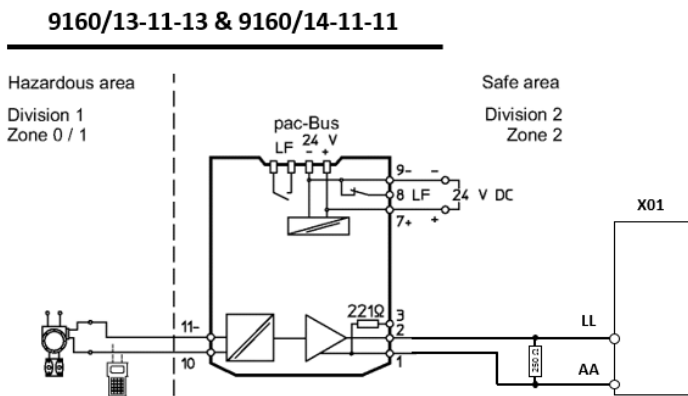 9160/13-11-13 & 9160/14-11-11
Hazardous area
Safe area
Division 1
Zone 0 / 1
Division 2
Zone 2
pac-Bus
LF 24 V
- +
9- -
8 LF 24 V DC
7+ +
X01
221Ω
3
2
1
11-
10
LL
250 Ω
AA